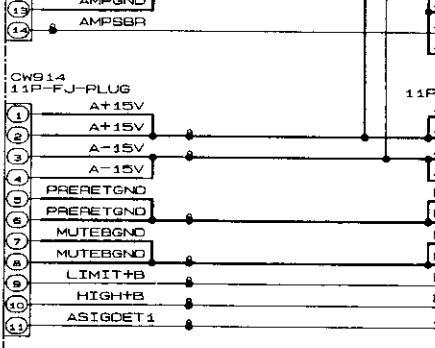 13 AMPGND
14 AMPSBR
CW914
11P-FJ-PLUG
11P
1 A+15V
2 A+15V
3 A-15V
4 A-15V
5 PRERETGND
6 PRERETGND
7 MUTEBGND
8 MUTEBGND
9 LIMIT+B
10 HIGH+B
11 ASIGDET1